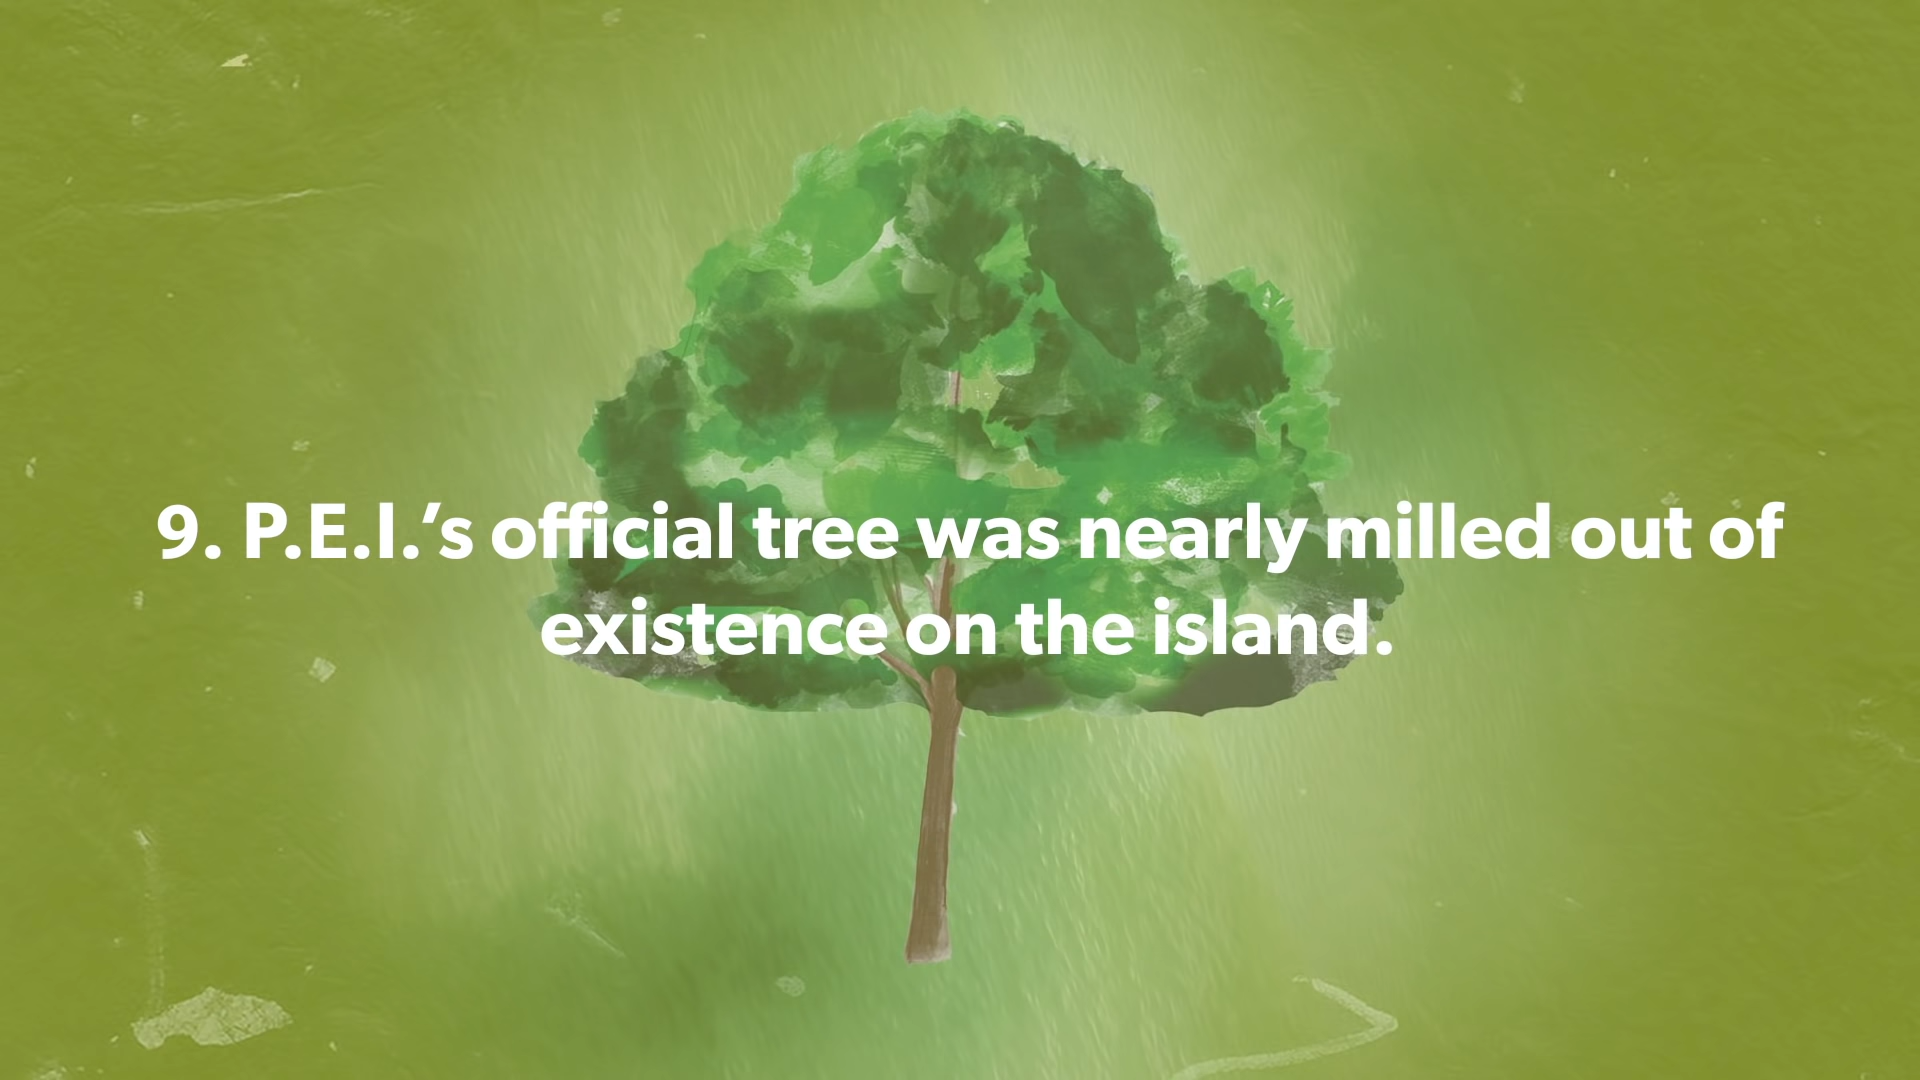 9. P.E.I.’s official tree was nearly milled out of
existence on the island.